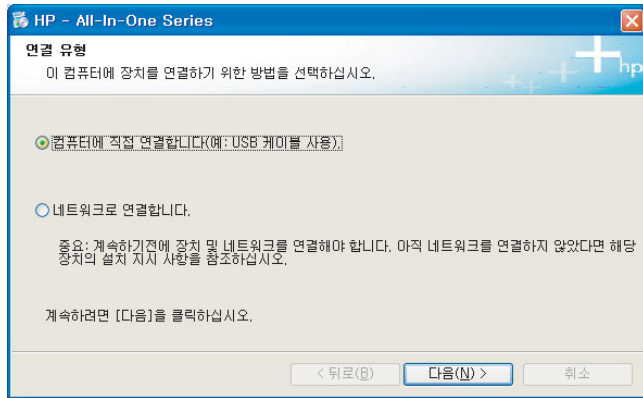 HP - All-In-One Series
연결 유형
이 컴퓨터에 장치를 연결하기 위한 방법을 선택하십시오.
hp
컴퓨터에 직접 연결합니다(예: USB 케이블 사용).
네트워크로 연결합니다.
중요: 계속하기전에 장치 및 네트워크를 연결해야 합니다. 아직 네트워크를 연결하지 않았다면 해당
장치의 설치 지시 사항을 참조하십시오.
계속하려면 [다음]을 클릭하십시오.
< 뒤로(B) 다음(N) > 취소